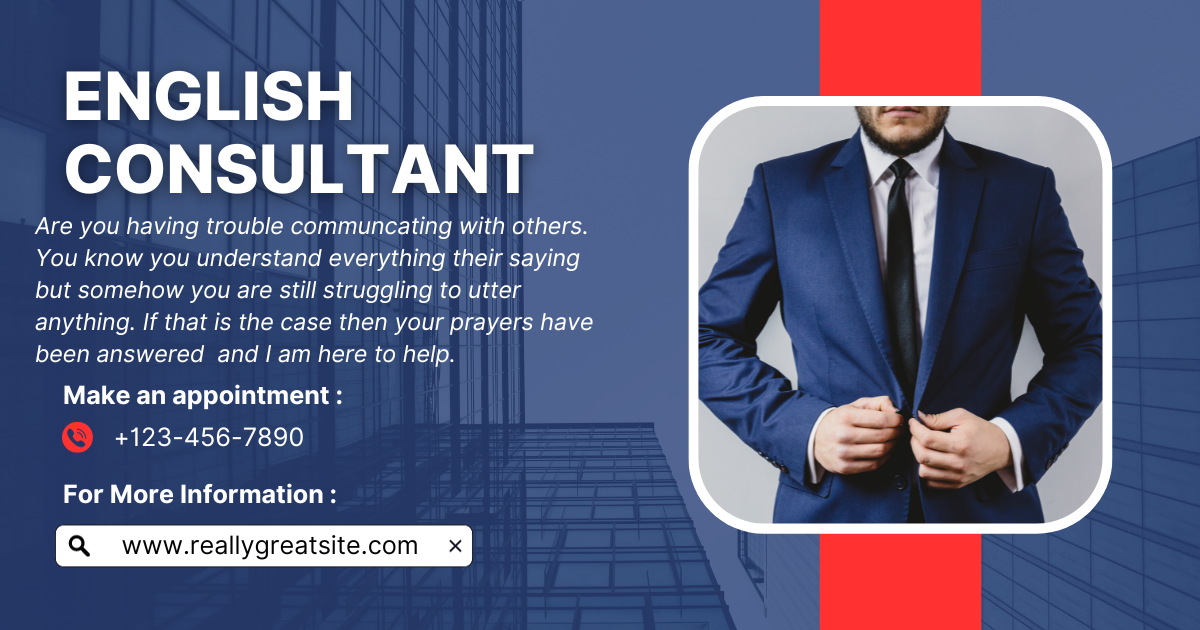 ENGLISH
CONSULTANT
Are you having trouble communcating with others.
You know you understand everything their saying
but somehow you are still struggling to utter
anything. If that is the case then your prayers have
been answered  and I am here to help.
Make an appointment :
+123-456-7890
For More Information :
www.reallygreatsite.com